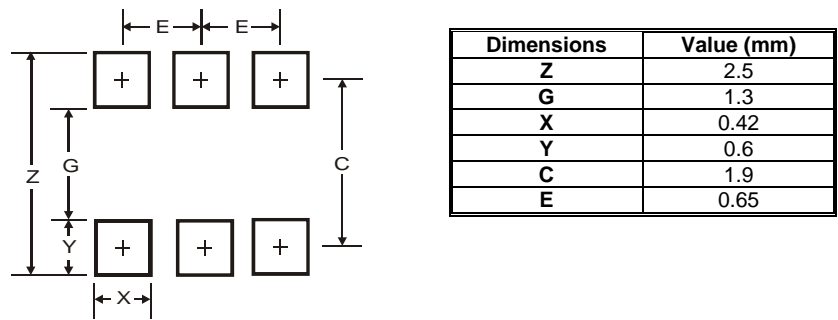 E E
Z
G
C
Y
X
Dimensions Value (mm)
Z 2.5
G 1.3
X 0.42
Y 0.6
C 1.9
E 0.65